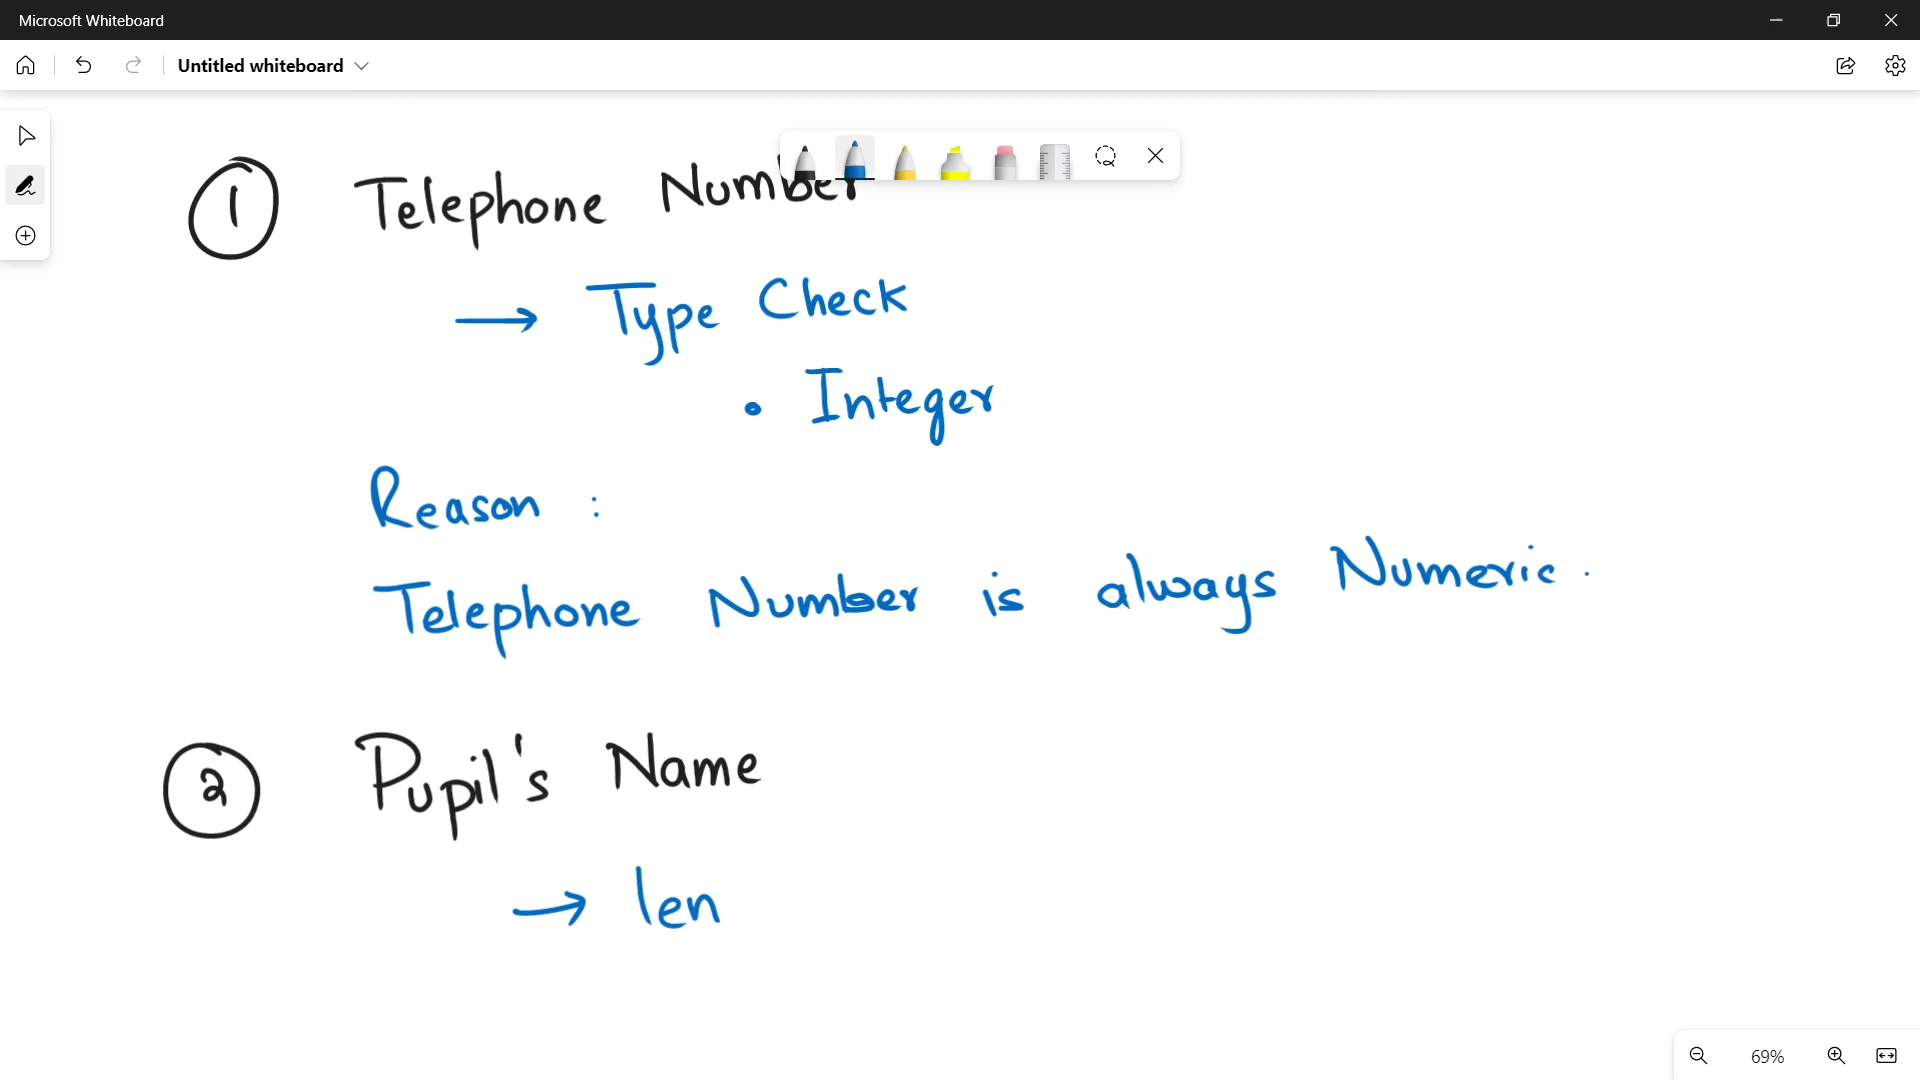 Microsoft Whiteboard
Untitled whiteboard
1 Telephone Number
→ Type Check
• Integer
Reason :
Telephone Number is always Numeric.
2 Pupil's Name
→ len
69%